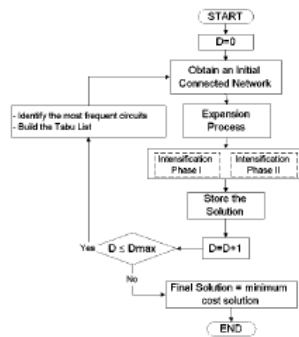 START
D=0
Obtain an Initial
Connected Network
- Identify the most frequent circuits
- Build the Tabu List
Expansion
Process
Intensification
Phase I
Intensification
Phase II
Store the
Solution
Yes
D ≤ Dmax
D=D+1
No
Final Solution = minimum
cost solution
END